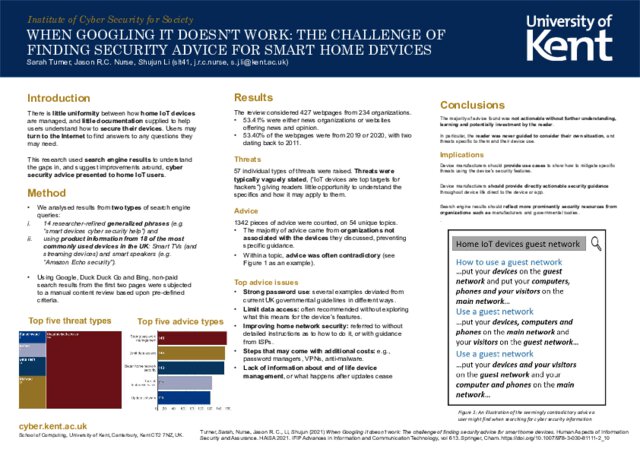 Institute of Cyber Security for Society
WHEN GOOGLING IT DOESN'T WORK: THE CHALLENGE OF
FINDING SECURITY ADVICE FOR SMART HOME DEVICES
Sarah Turner, Jason R.C. Nurse, Shujun Li (slt41, j.r.c.nurse, s.j.li@kent.ac.uk)
University of
Kent
Introduction
There is little uniformity between how home IoT devices
are managed, and little documentation supplied to help
users understand how to secure their devices. Users may
turn to the Internet to find answers to any questions they
may need.
This research used search engine results to understand
the gaps in, and suggest improvements around, cyber
security advice presented to home IoT users.
Method
• We analysed results from two types of search engine
queries:
i. 14 researcher-refined generalized phrases (e.g.
"smart devices cyber security help") and
ii. using product information from 18 of the most
commonly used devices in the UK: Smart TVs (and
streaming devices) and smart speakers (e.g.
"Amazon Echo security").
• Using Google, Duck Duck Go and Bing, non-paid
search results from the first two pages were subjected
to a manual content review based upon pre-defined
criteria.
Top five threat types
Top five advice types
Results
The review considered 427 webpages from 234 organizations.
• 53.41% were either news organizations or websites
offering news and opinion.
• 53.40% of the webpages were from 2019 or 2020, with two
dating back to 2011.
Threats
57 individual types of threats were raised. Threats were
typically vaguely stated, ("IoT devices are top targets for
hackers") giving readers little opportunity to understand the
specifics and how it may apply to them.
Advice
1342 pieces of advice were counted, on 54 unique topics.
• The majority of advice came from organizations not
associated with the devices they discussed, preventing
specific guidance.
• Within a topic, advice was often contradictory (see
Figure 1 as an example).
Top advice issues
• Strong password use: several examples deviated from
current UK governmental guidelines in different ways.
• Limit data access: often recommended without exploring
what this means for the device's features.
• Improving home network security: referred to without
detailed instructions as to how to do it, or with guidance
from ISPs.
• Steps that may come with additional costs: e.g.,
password managers, VPNs, anti-malware.
• Lack of information about end of life device
management, or what happens after updates cease
Conclusions
The majority of advice found was not actionable without further understanding,
learning and potentially investment by the reader.
In particular, the reader was never guided to consider their own situation, and
threats specific to them and their device use.
Implications
Device manufacturers should provide use cases to show how to mitigate specific
threats using the device's security features.
Device manufacturers should provide directly actionable security guidance
throughout device life direct to the device or app.
Search engine results should reflect more prominently security resources from
organizations such as manufacturers and governmental bodies.
Home IoT devices guest network
How to use a guest network
...put your devices on the guest
network and put your computers,
phones and your visitors on the
main network...
Use a guest network
...put your devices, computers and
phones on the main network and
your visitors on the guest network...
Use a guest network
...put your devices and your visitors
on the guest network and your
computer and phones on the main
network...
Figure 1: An illustration of the seemingly contradictory advice a
user might find when searching for cyber security information
cyber.kent.ac.uk
School of Computing, University of Kent, Canterbury, Kent CT2 7NZ, UK.
Turner, Sarah, Nurse, Jason R. C., Li, Shujun (2021) When Googling it doesn't work: The challenge of finding security advice for smart home devices. Human Aspects of Information
Security and Assurance. HAISA 2021. IFIP Advances in Information and Communication Technology, vol 613. Springer, Cham. https://doi.org/10.1007/978-3-030-81111-2_10